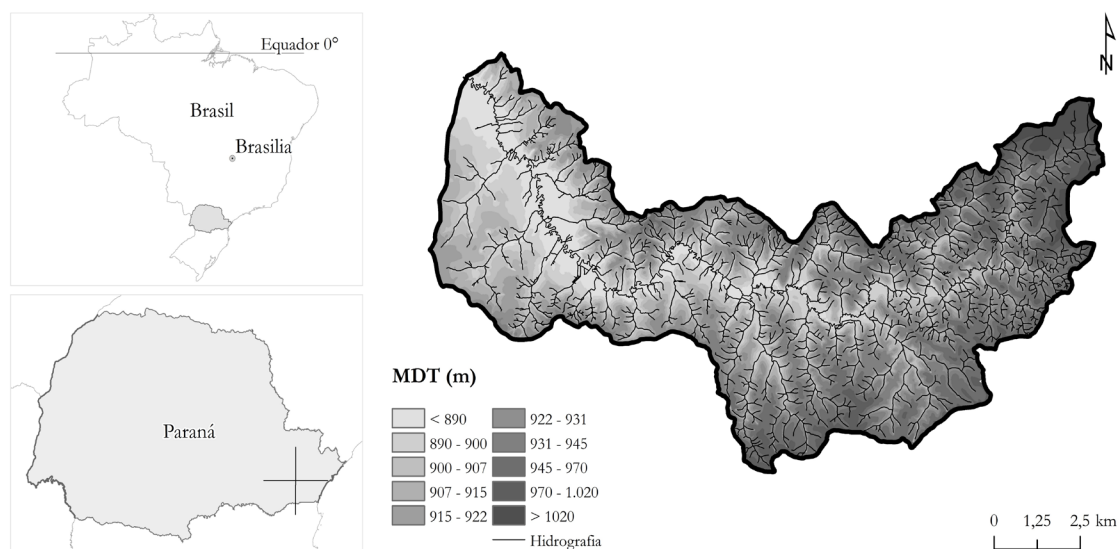 Equador 0°
Brasil
Brasilia
Paraná
N
MDT (m)
< 890
890 - 900
900 - 907
907 - 915
915 - 922
922 - 931
931 - 945
945 - 970
970 - 1.020
> 1020
Hidrografia
0 1,25 2,5 km